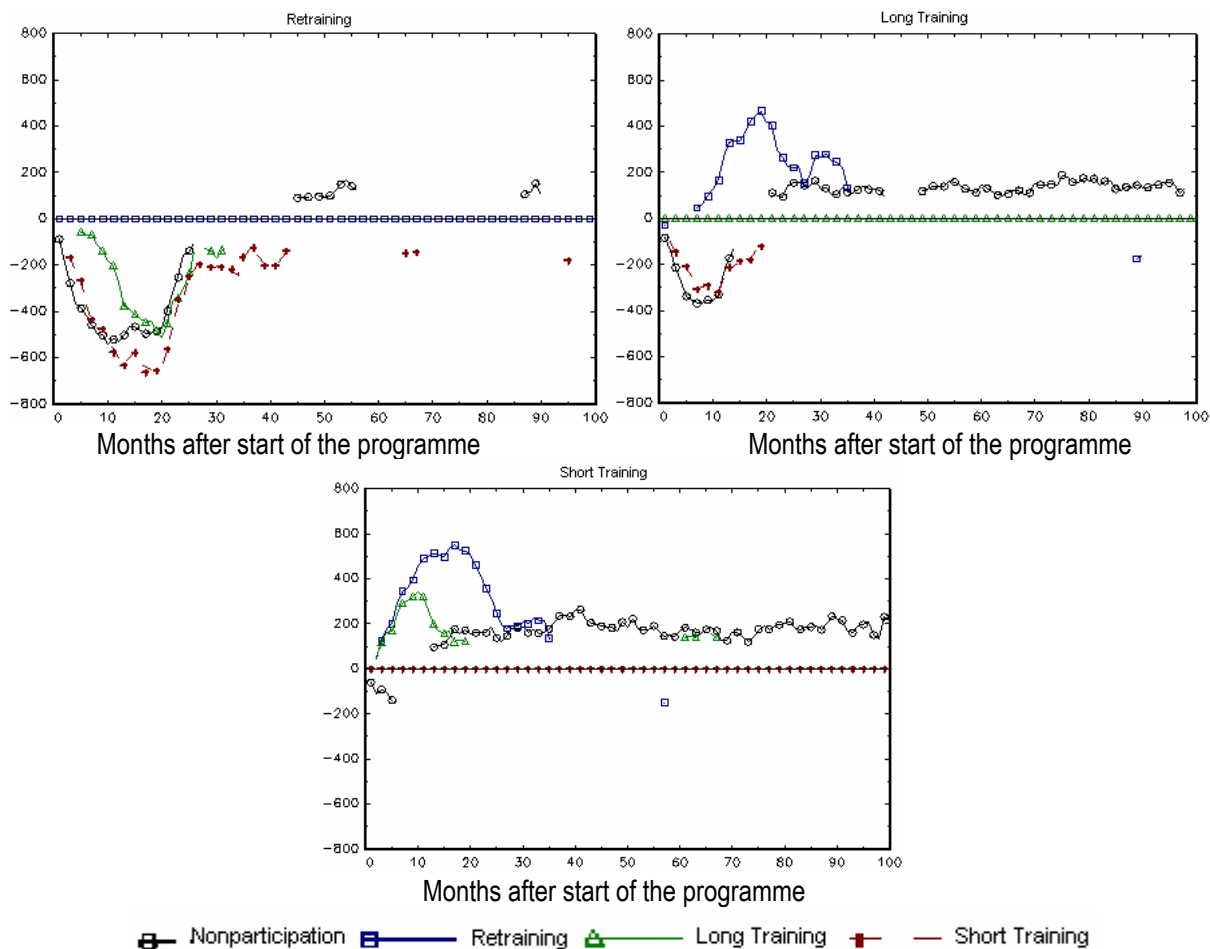 Retraining
800
600
400
200
0
-200
-400
-600
-800
0 10 20 30 40 50 60 70 80 90 100
Months after start of the programme
Long Training
800
600
400
200
0
-200
-400
-600
-800
0 10 20 30 40 50 60 70 80 90 100
Months after start of the programme
Short Training
800
600
400
200
0
-200
-400
-600
-800
0 10 20 30 40 50 60 70 80 90 100
Months after start of the programme
Nonparticipation Retraining Long Training Short Training